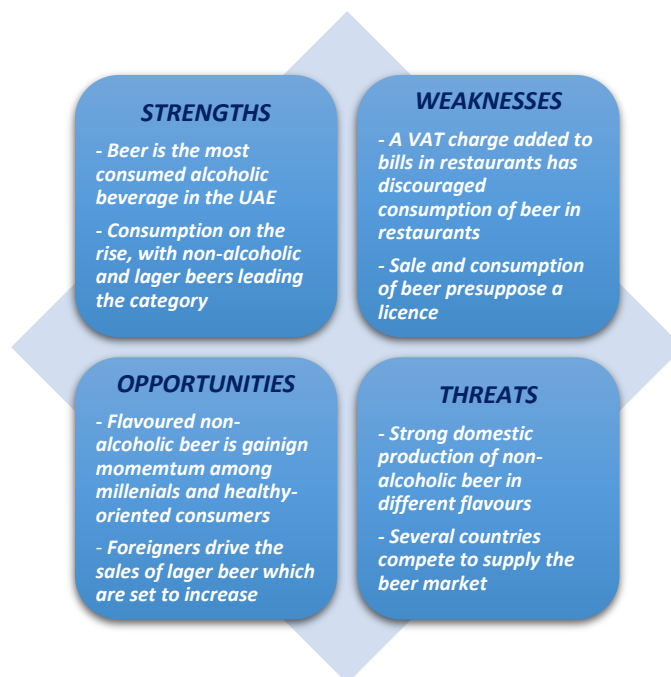 STRENGTHS
- Beer is the most
consumed alcoholic
beverage in the UAE
- Consumption on the
rise, with non-alcoholic
and lager beers leading
the category
WEAKNESSES
- A VAT charge added to
bills in restaurants has
discouraged
consumption of beer in
restaurants
- Sale and consumption
of beer presuppose a
licence
OPPORTUNITIES
- Flavoured non-
alcoholic beer is gainign
momemtum among
millenials and healthy-
oriented consumers
- Foreigners drive the
sales of lager beer which
are set to increase
THREATS
- Strong domestic
production of non-
alcoholic beer in
different flavours
- Several countries
compete to supply the
beer market